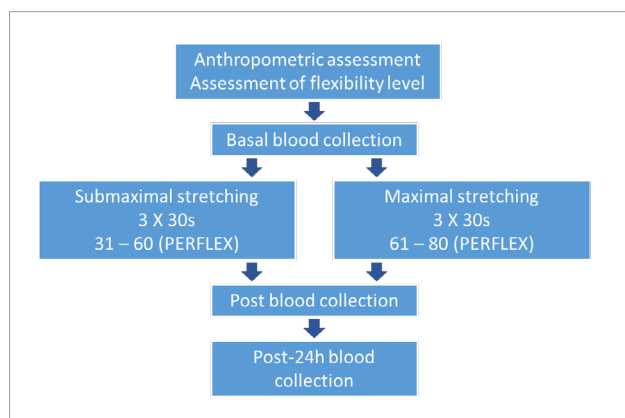 Anthropometric assessment
Assessment of flexibility level
Basal blood collection
Submaximal stretching
3 X 30s
31 – 60 (PERFLEX)
Maximal stretching
3 X 30s
61 – 80 (PERFLEX)
Post blood collection
Post-24h blood
collection